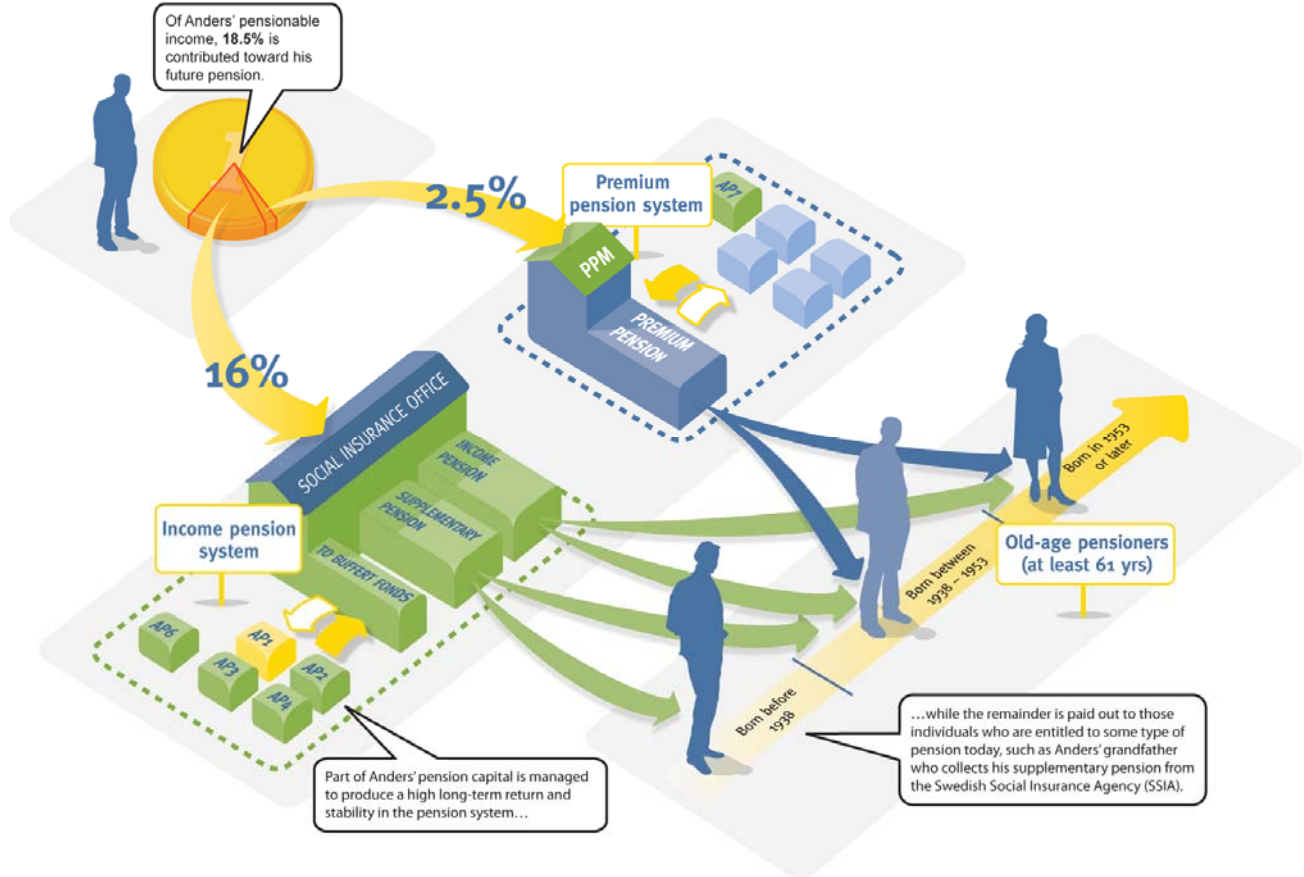 Of Anders' pensionable
income, 18.5% is
contributed toward his
future pension.
1
2.5%
Premium
pension system
AP7
PPM
PREMIUM
PENSION
16%
SOCIAL INSURANCE OFFICE
INCOME
PENSION
SUPPLEMENTARY
PENSION
TO BUFFERT FONDS
Income pension
system
AP6
AP1
AP3
AP2
AP4
Born in 1953
or later
Old-age pensioners
(at least 61 yrs)
Born between
1938 – 1953
Born before
1938
Part of Anders' pension capital is managed
to produce a high long-term return and
stability in the pension system…
…while the remainder is paid out to those
individuals who are entitled to some type of
pension today, such as Anders' grandfather
who collects his supplementary pension from
the Swedish Social Insurance Agency (SSIA).